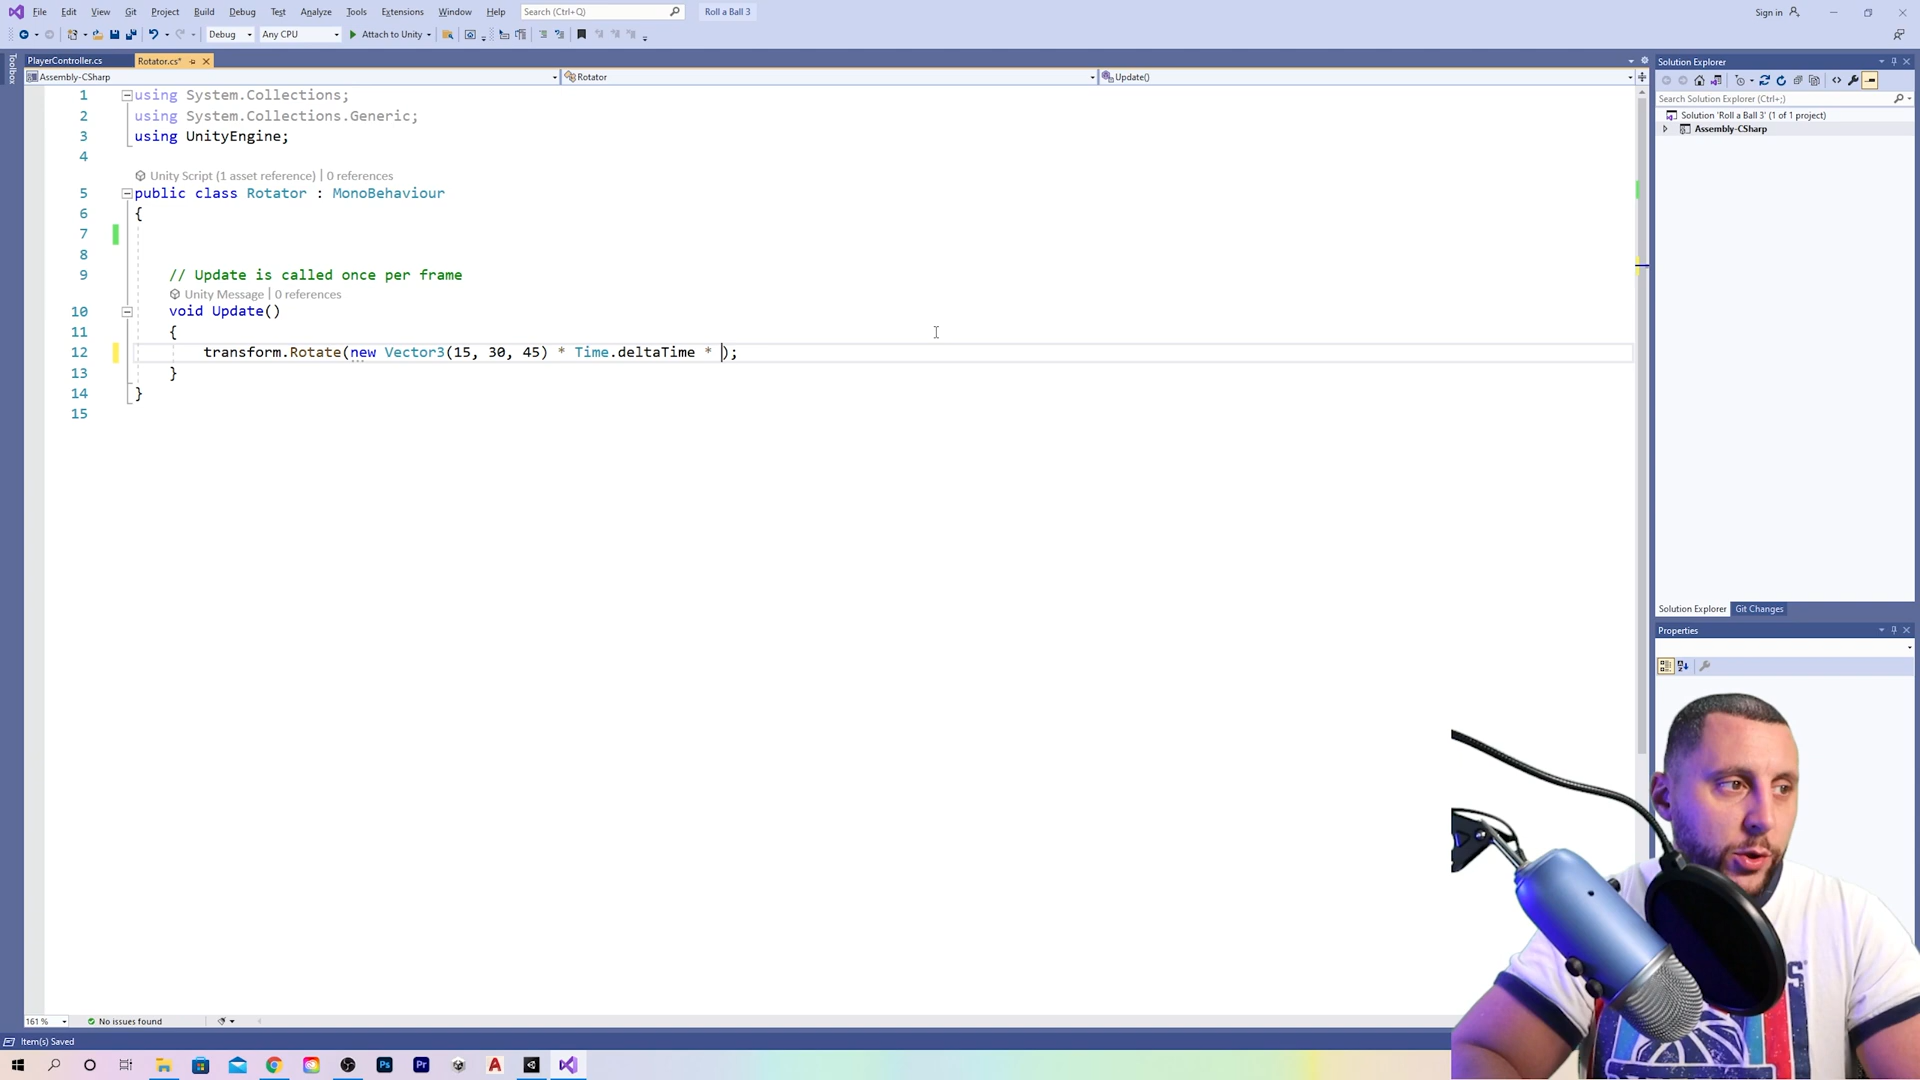 File Edit View Git Project Build Debug Test Analyze Tools Extensions Window Help Search (Ctrl+Q) Roll a Ball 3 Sign in
Debug Any CPU Attach to Unity
Toolbox
PlayerController.cs Rotator.cs*
Assembly-CSharp Rotator Update()
1 using System.Collections;
2 using System.Collections.Generic;
3 using UnityEngine;
4
Unity Script (1 asset reference) | 0 references
5 public class Rotator : MonoBehaviour
6 {
7
8
9 // Update is called once per frame
Unity Message | 0 references
10 void Update()
11 {
12 transform.Rotate(new Vector3(15, 30, 45) * Time.deltaTime * );
13 }
14 }
15
161 % No issues found
Item(s) Saved
Solution Explorer
Search Solution Explorer (Ctrl+;)
Solution 'Roll a Ball 3' (1 of 1 project)
Assembly-CSharp
Solution Explorer Git Changes
Properties